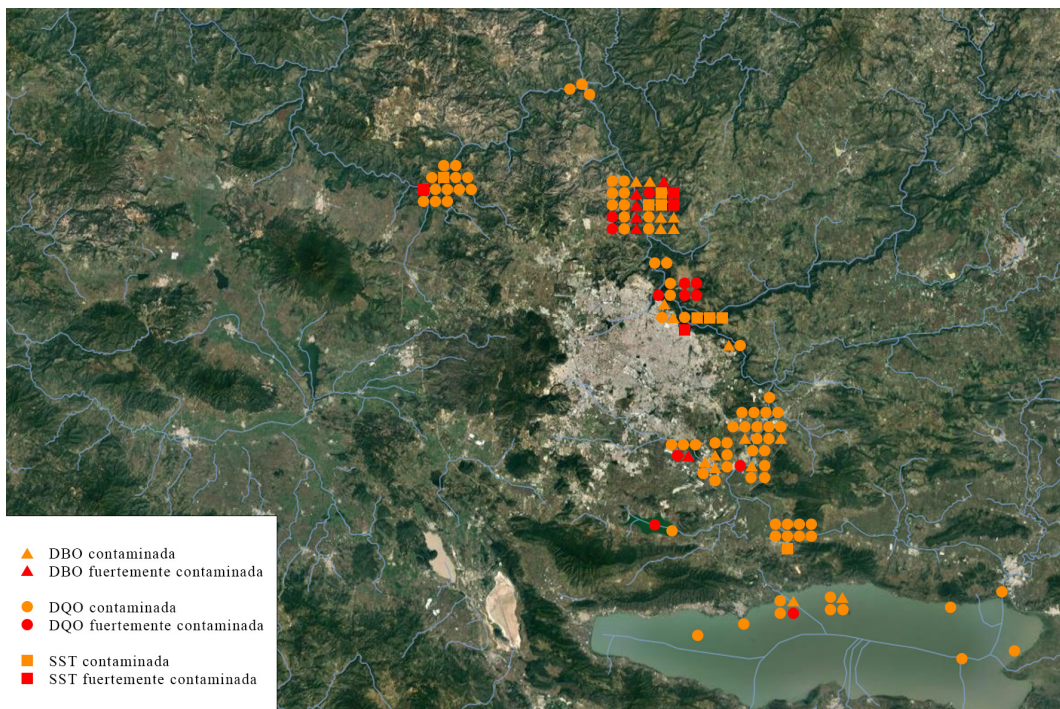 DBO contaminada
DBO fuertemente contaminada
DQO contaminada
DQO fuertemente contaminada
SST contaminada
SST fuertemente contaminada